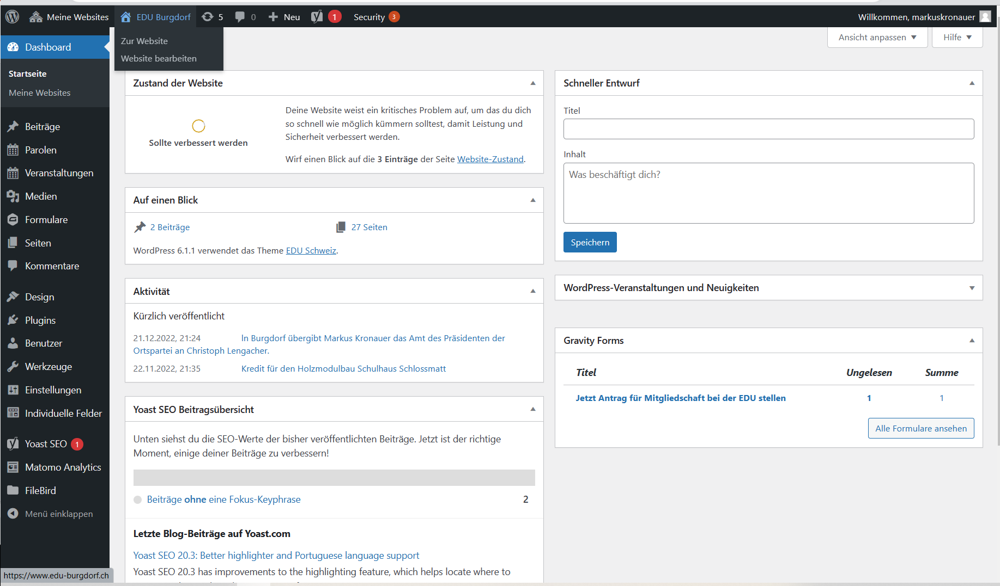 Meine Websites
EDU Burgdorf
5
0
Neu
1
Security 3
Willkommen, markuskronauer
Zur Website
Website bearbeiten
Ansicht anpassen
Hilfe
Dashboard
Startseite
Meine Websites
Beiträge
Parolen
Veranstaltungen
Medien
Formulare
Seiten
Kommentare
Design
Plugins
Benutzer
Werkzeuge
Einstellungen
Individuelle Felder
Yoast SEO 1
Matomo Analytics
FileBird
Menü einklappen
https://www.edu-burgdorf.ch
Zustand der Website
Sollte verbessert werden
Deine Website weist ein kritisches Problem auf, um das du dich
so schnell wie möglich kümmern solltest, damit Leistung und
Sicherheit verbessert werden.
Wirf einen Blick auf die 3 Einträge der Seite Website-Zustand.
Auf einen Blick
2 Beiträge
27 Seiten
WordPress 6.1.1 verwendet das Theme EDU Schweiz.
Aktivität
Kürzlich veröffentlicht
21.12.2022, 21:24 In Burgdorf übergibt Markus Kronauer das Amt des Präsidenten der
Ortspartei an Christoph Lengacher.
22.11.2022, 21:35 Kredit für den Holzmodulbau Schulhaus Schlossmatt
Yoast SEO Beitragsübersicht
Unten siehst du die SEO-Werte der bisher veröffentlichten Beiträge. Jetzt ist der richtige
Moment, einige deiner Beiträge zu verbessern!
Beiträge ohne eine Fokus-Keyphrase 2
Letzte Blog-Beiträge auf Yoast.com
Yoast SEO 20.3: Better highlighter and Portuguese language support
Yoast SEO 20.3 has improvements to the highlighting feature, which helps locate where to
Schneller Entwurf
Titel
Inhalt
Was beschäftigt dich?
Speichern
WordPress-Veranstaltungen und Neuigkeiten
Gravity Forms
Titel Ungelesen Summe
Jetzt Antrag für Mitgliedschaft bei der EDU stellen 1 1
Alle Formulare ansehen